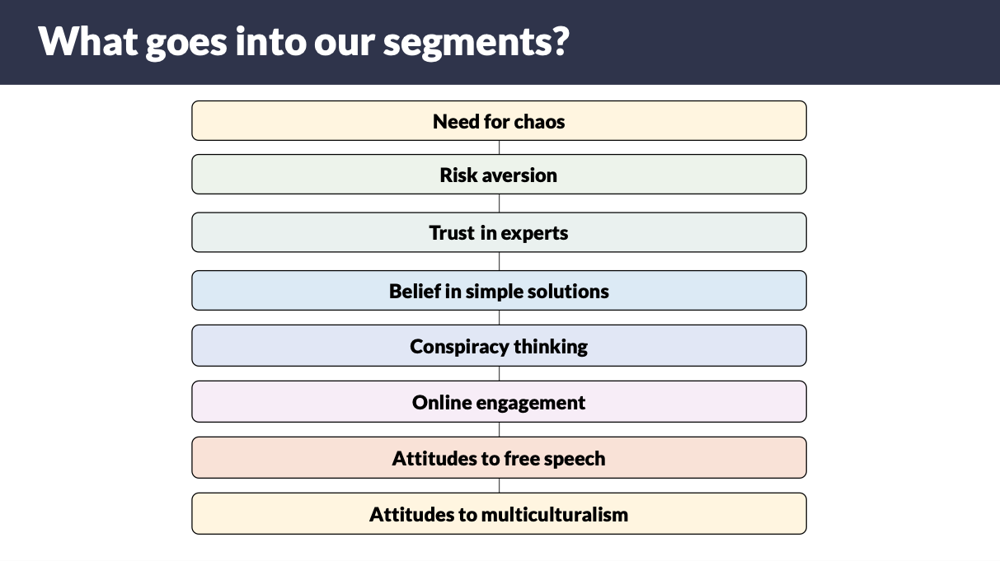 What goes into our segments?
Need for chaos
Risk aversion
Trust in experts
Belief in simple solutions
Conspiracy thinking
Online engagement
Attitudes to free speech
Attitudes to multiculturalism